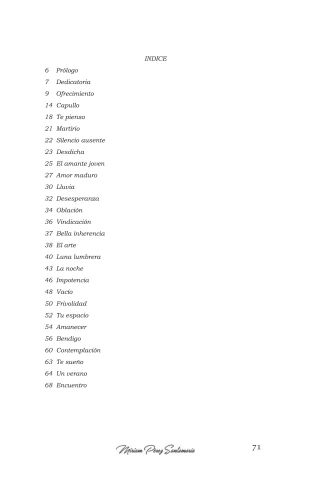 INDICE
6 Prólogo
7 Dedicatoria
9 Ofrecimiento
14 Capullo
18 Te pienso
21 Martirio
22 Silencio ausente
23 Desdicha
25 El amante joven
27 Amor maduro
30 Lluvia
32 Desesperanza
34 Oblación
36 Vindicación
37 Bella inherencia
38 El arte
40 Luna lumbrera
43 La noche
46 Impotencia
48 Vacío
50 Frivolidad
52 Tu espacio
54 Amanecer
56 Bendigo
60 Contemplación
63 Te sueño
64 Un verano
68 Encuentro
Miriam Perez Santamaria 71